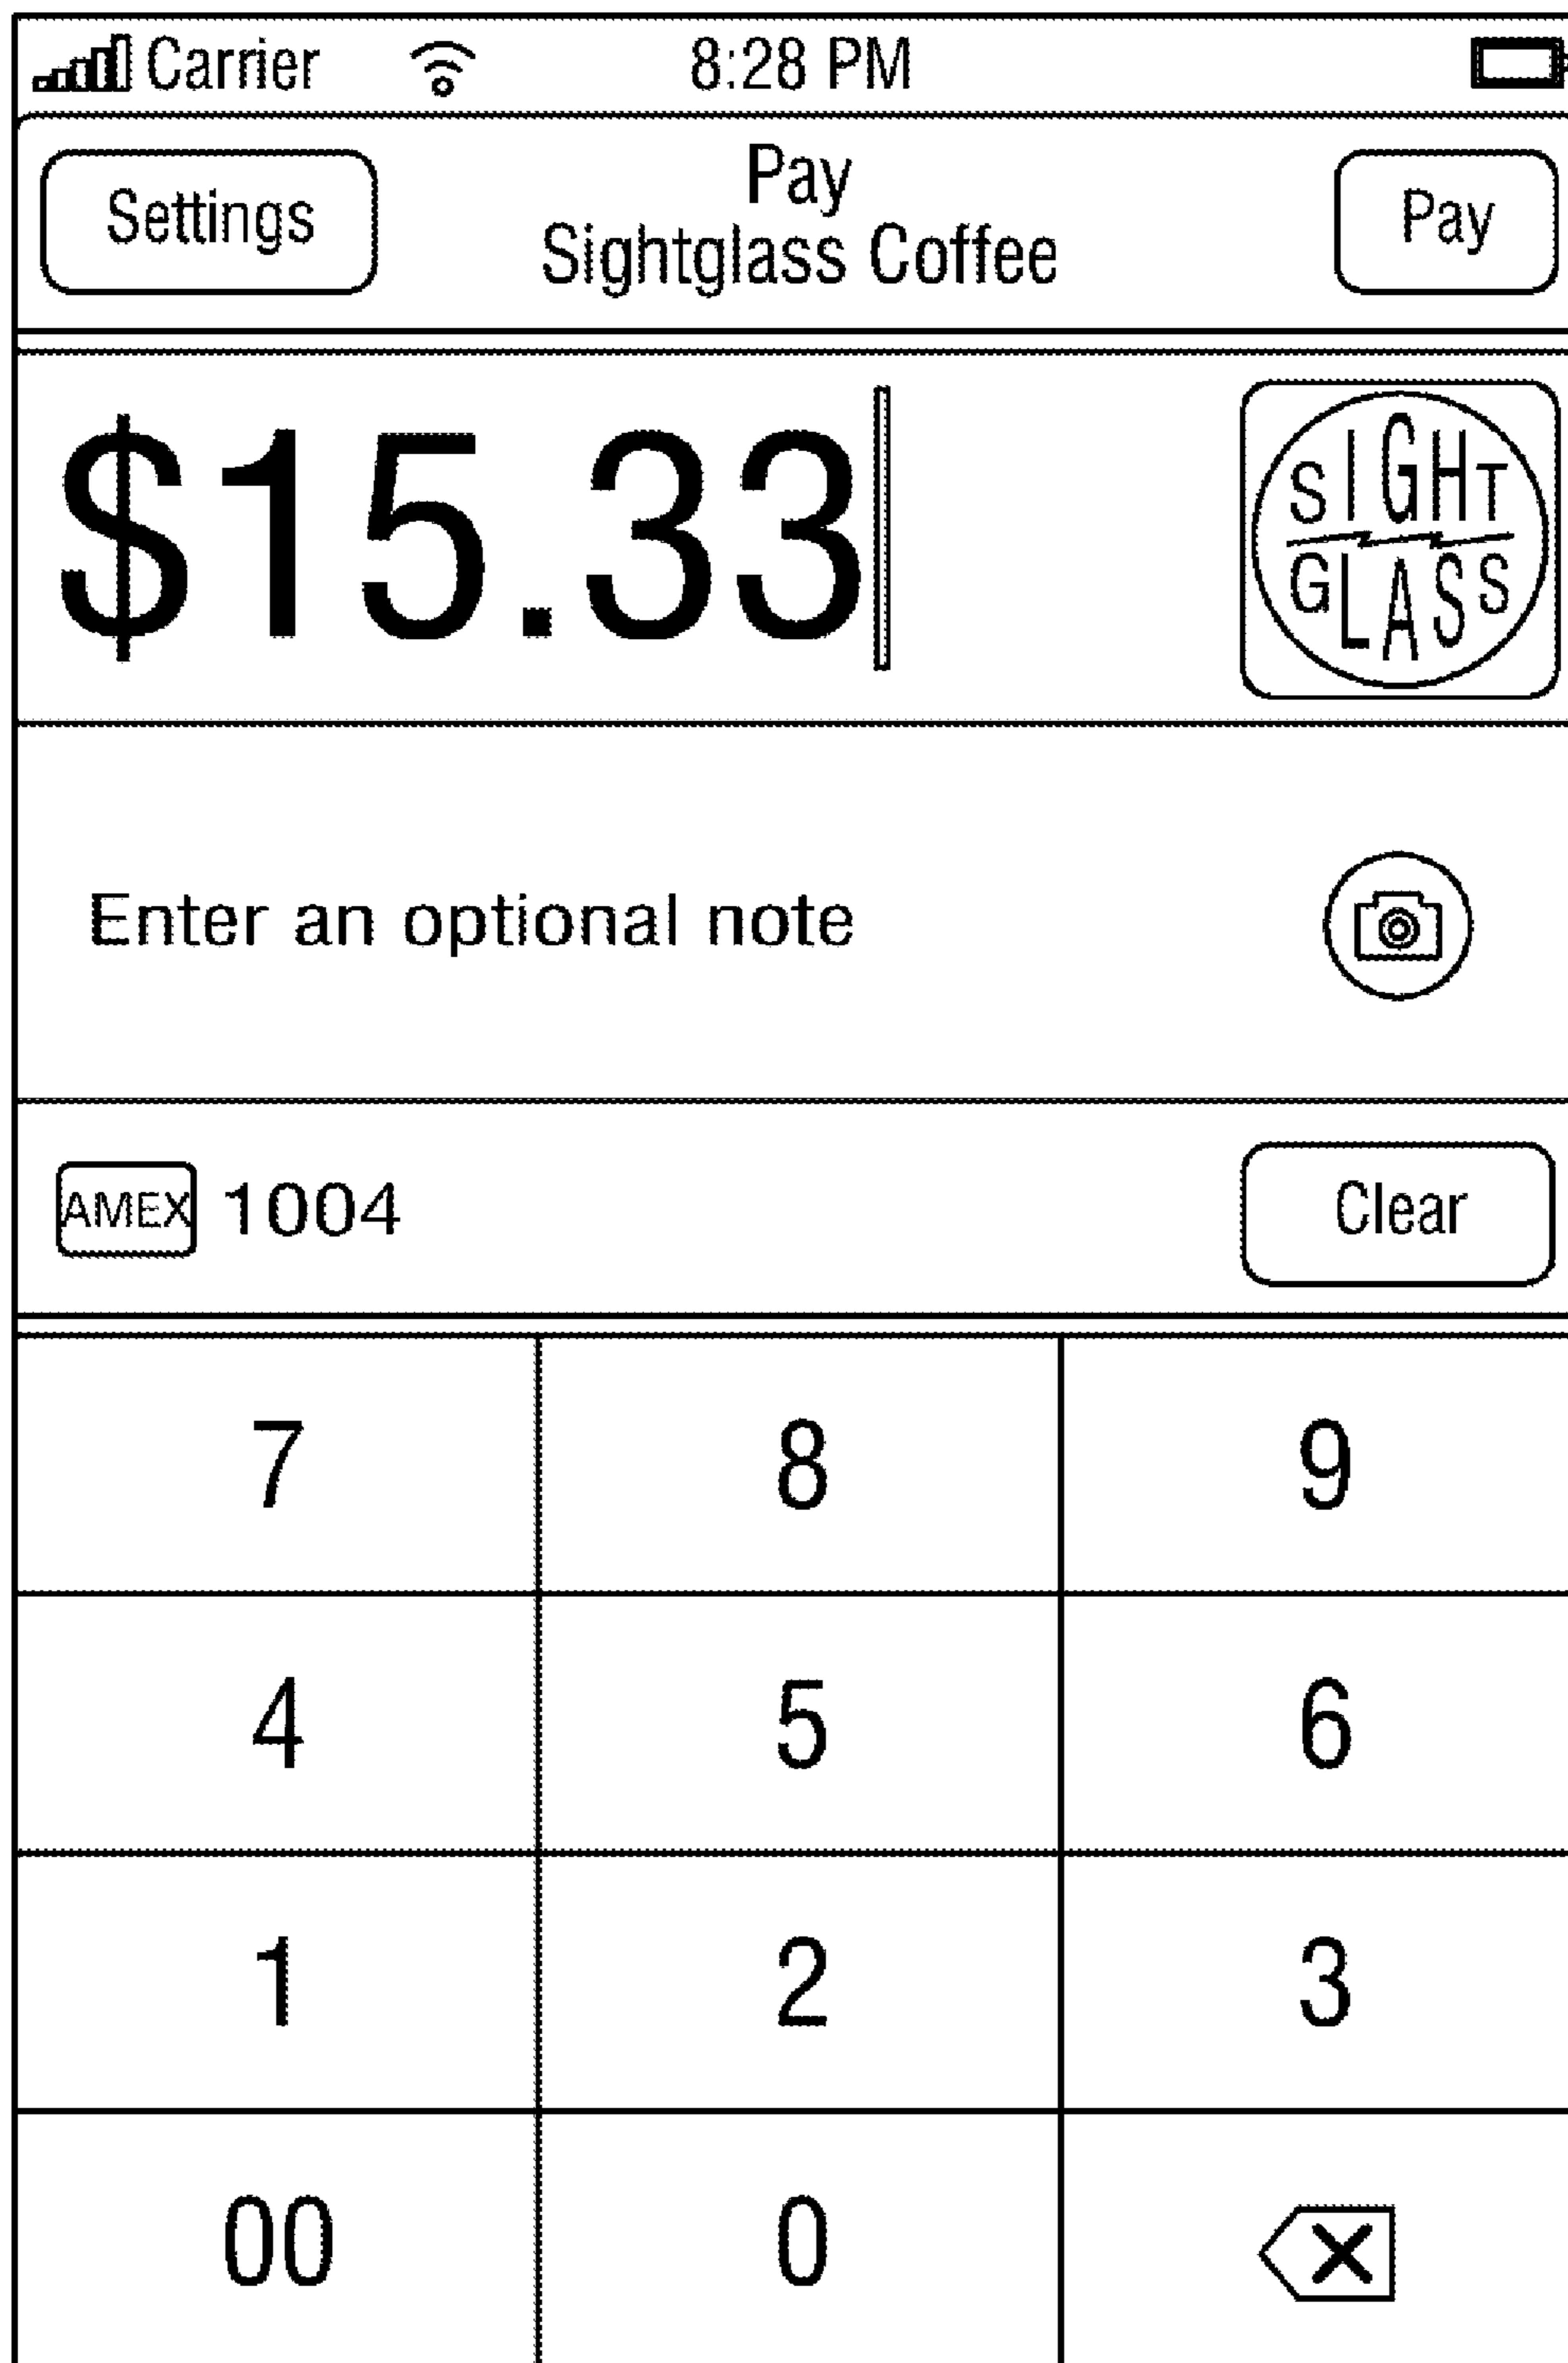 Carrier 8:28 PM
Settings
Pay
Sightglass Coffee
Pay
$15.33
SIGHT
GLASS
Enter an optional note
AMEX 1004
Clear
7 8 9
4 5 6
1 2 3
00 0